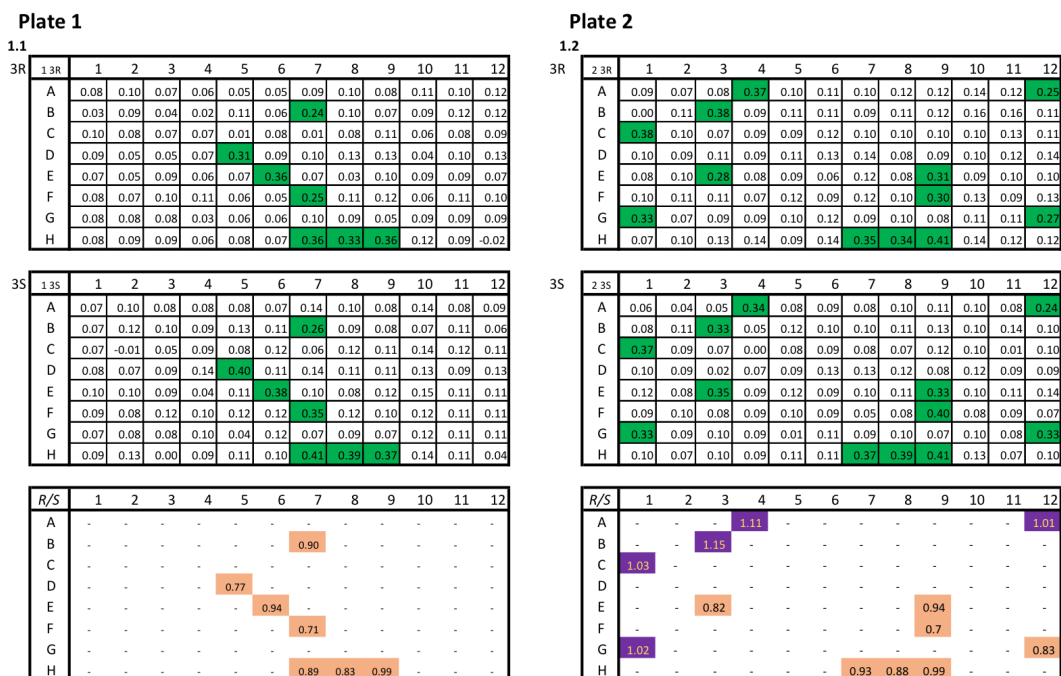 Plate 1
1.1
3R 1 3R 1 2 3 4 5 6 7 8 9 10 11 12
A 0.08 0.10 0.07 0.06 0.05 0.05 0.09 0.10 0.08 0.11 0.10 0.12
B 0.03 0.09 0.04 0.02 0.11 0.06 0.24 0.10 0.07 0.09 0.12 0.12
C 0.10 0.08 0.07 0.07 0.01 0.08 0.01 0.08 0.11 0.06 0.08 0.09
D 0.09 0.05 0.05 0.07 0.31 0.09 0.10 0.13 0.13 0.04 0.10 0.13
E 0.07 0.05 0.09 0.06 0.07 0.36 0.07 0.03 0.10 0.09 0.09 0.07
F 0.08 0.07 0.10 0.11 0.06 0.05 0.25 0.11 0.12 0.06 0.11 0.10
G 0.08 0.08 0.08 0.03 0.06 0.06 0.10 0.09 0.05 0.09 0.09 0.09
H 0.08 0.09 0.09 0.06 0.08 0.07 0.36 0.33 0.36 0.12 0.09 -0.02
3S 1 3S 1 2 3 4 5 6 7 8 9 10 11 12
A 0.07 0.10 0.08 0.08 0.08 0.07 0.14 0.10 0.08 0.14 0.08 0.09
B 0.07 0.12 0.10 0.09 0.13 0.11 0.26 0.09 0.08 0.07 0.11 0.06
C 0.07 -0.01 0.05 0.09 0.08 0.12 0.06 0.12 0.11 0.14 0.12 0.11
D 0.08 0.07 0.09 0.14 0.40 0.11 0.14 0.11 0.11 0.13 0.09 0.13
E 0.10 0.10 0.09 0.04 0.11 0.38 0.10 0.08 0.12 0.15 0.11 0.11
F 0.09 0.08 0.12 0.10 0.12 0.12 0.35 0.12 0.10 0.12 0.11 0.11
G 0.07 0.08 0.08 0.10 0.04 0.12 0.07 0.09 0.07 0.12 0.11 0.11
H 0.09 0.13 0.00 0.09 0.11 0.10 0.41 0.39 0.37 0.14 0.11 0.04
R/S 1 2 3 4 5 6 7 8 9 10 11 12
A - - - - - - - - - - - -
B - - - - - - 0.90 - - - - -
C - - - - - - - - - - - -
D - - - - 0.77 - - - - - - -
E - - - - - 0.94 - - - - - -
F - - - - - - 0.71 - - - - -
G - - - - - - - - - - - -
H - - - - - - 0.89 0.83 0.99 - - -
Plate 2
1.2
3R 2 3R 1 2 3 4 5 6 7 8 9 10 11 12
A 0.09 0.07 0.08 0.37 0.10 0.11 0.10 0.12 0.12 0.14 0.12 0.25
B 0.00 0.11 0.38 0.09 0.11 0.11 0.09 0.11 0.12 0.16 0.16 0.11
C 0.38 0.10 0.07 0.09 0.09 0.12 0.10 0.10 0.10 0.10 0.13 0.11
D 0.10 0.09 0.11 0.09 0.11 0.13 0.14 0.08 0.09 0.10 0.12 0.14
E 0.08 0.10 0.28 0.08 0.09 0.06 0.12 0.08 0.31 0.09 0.10 0.10
F 0.10 0.11 0.11 0.07 0.12 0.09 0.12 0.10 0.30 0.13 0.09 0.13
G 0.33 0.07 0.09 0.09 0.10 0.12 0.09 0.10 0.08 0.11 0.11 0.27
H 0.07 0.10 0.13 0.14 0.09 0.14 0.35 0.34 0.41 0.14 0.12 0.12
3S 2 3S 1 2 3 4 5 6 7 8 9 10 11 12
A 0.06 0.04 0.05 0.34 0.07 0.09 0.08 0.10 0.11 0.11 0.08 0.24
B 0.08 0.11 0.33 0.05 0.12 0.10 0.10 0.11 0.13 0.10 0.14 0.10
C 0.37 0.09 0.07 0.00 0.08 0.09 0.08 0.07 0.12 0.10 0.01 0.10
D 0.10 0.09 0.02 0.07 0.09 0.13 0.13 0.12 0.08 0.12 0.09 0.09
E 0.12 0.08 0.35 0.09 0.12 0.09 0.10 0.11 0.33 0.10 0.11 0.14
F 0.09 0.10 0.08 0.09 0.10 0.09 0.05 0.08 0.40 0.08 0.09 0.07
G 0.33 0.09 0.10 0.09 0.01 0.11 0.09 0.10 0.07 0.10 0.08 0.33
H 0.10 0.07 0.10 0.09 0.11 0.11 0.37 0.39 0.41 0.13 0.07 0.10
R/S 1 2 3 4 5 6 7 8 9 10 11 12
A - - - 1.11 - - - - - - - 1.01
B - - 1.15 - - - - - - - - -
C 1.03 - - - - - - - - - - -
D - - - - - - - - - - - -
E - - 0.82 - - - - - 0.94 - - -
F - - - - - - - - 0.7 - - -
G 1.02 - - - - - - - - - - 0.83
H - - - - - - 0.93 0.88 0.99 - - -